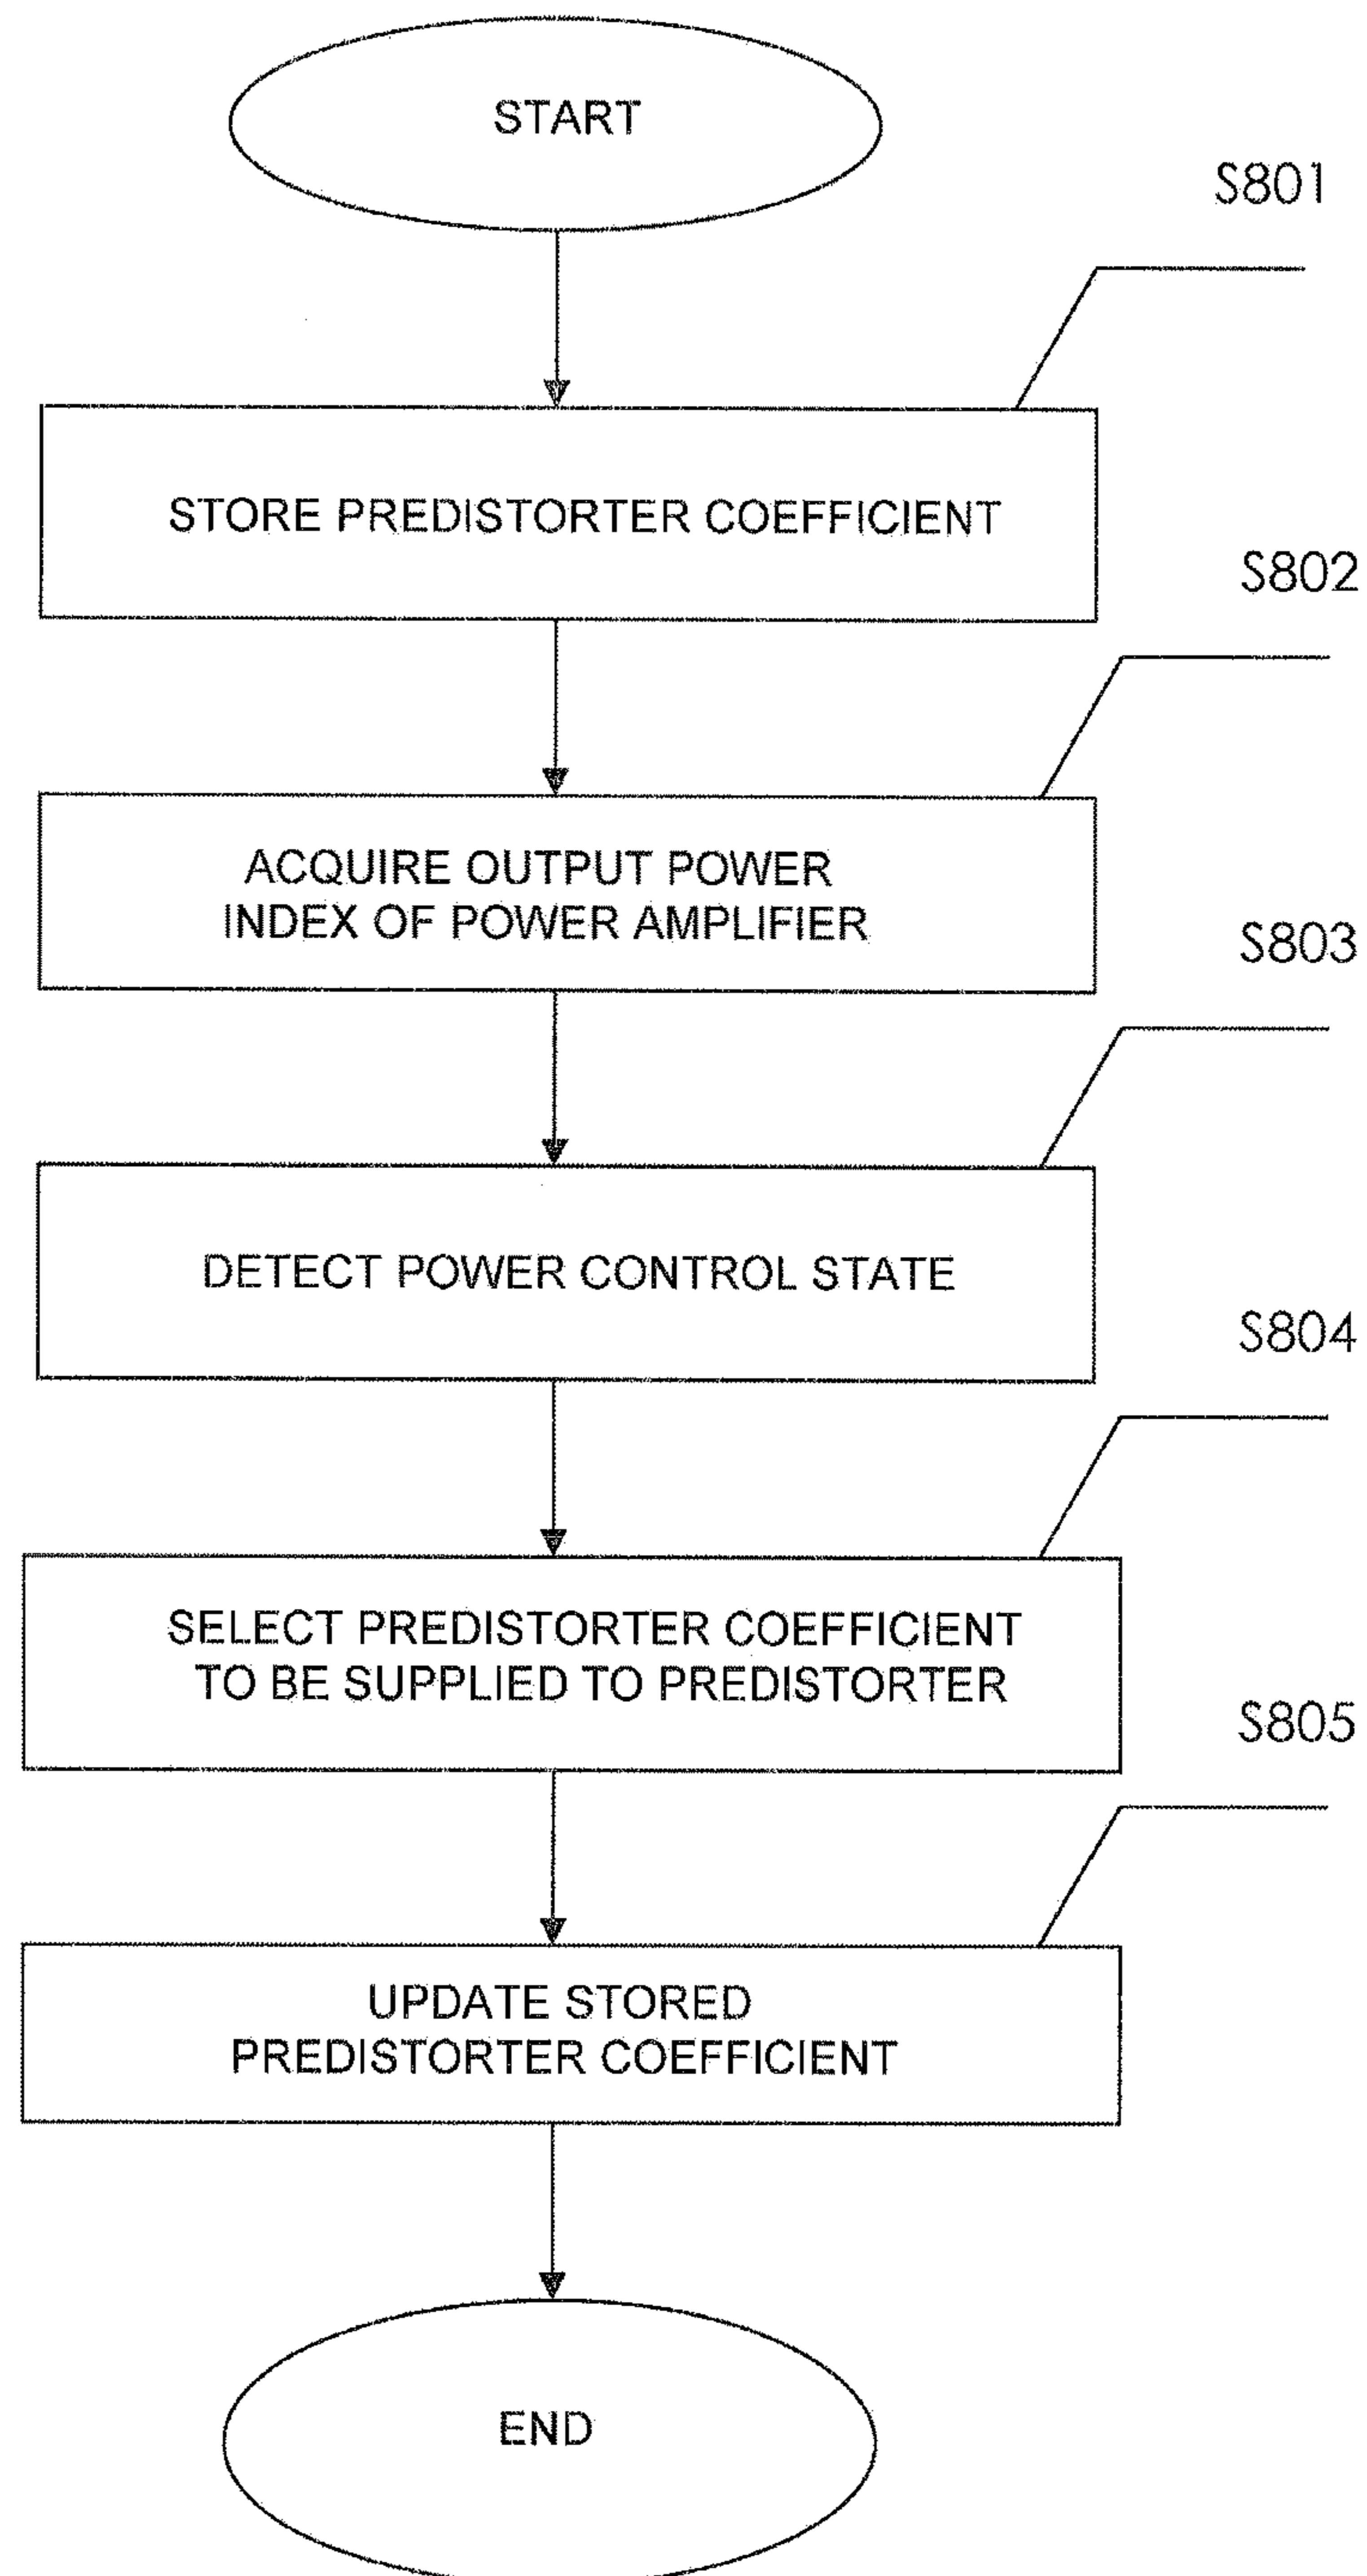 START
S801
STORE PREDISTORTER COEFFICIENT
S802
ACQUIRE OUTPUT POWER
INDEX OF POWER AMPLIFIER
S803
DETECT POWER CONTROL STATE
S804
SELECT PREDISTORTER COEFFICIENT
TO BE SUPPLIED TO PREDISTORTER
S805
UPDATE STORED
PREDISTORTER COEFFICIENT
END